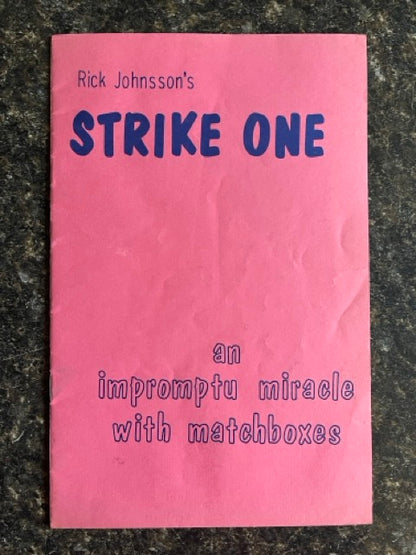 Rick Johnsson's
STRIKE ONE
an
impromptu miracle
with matchboxes